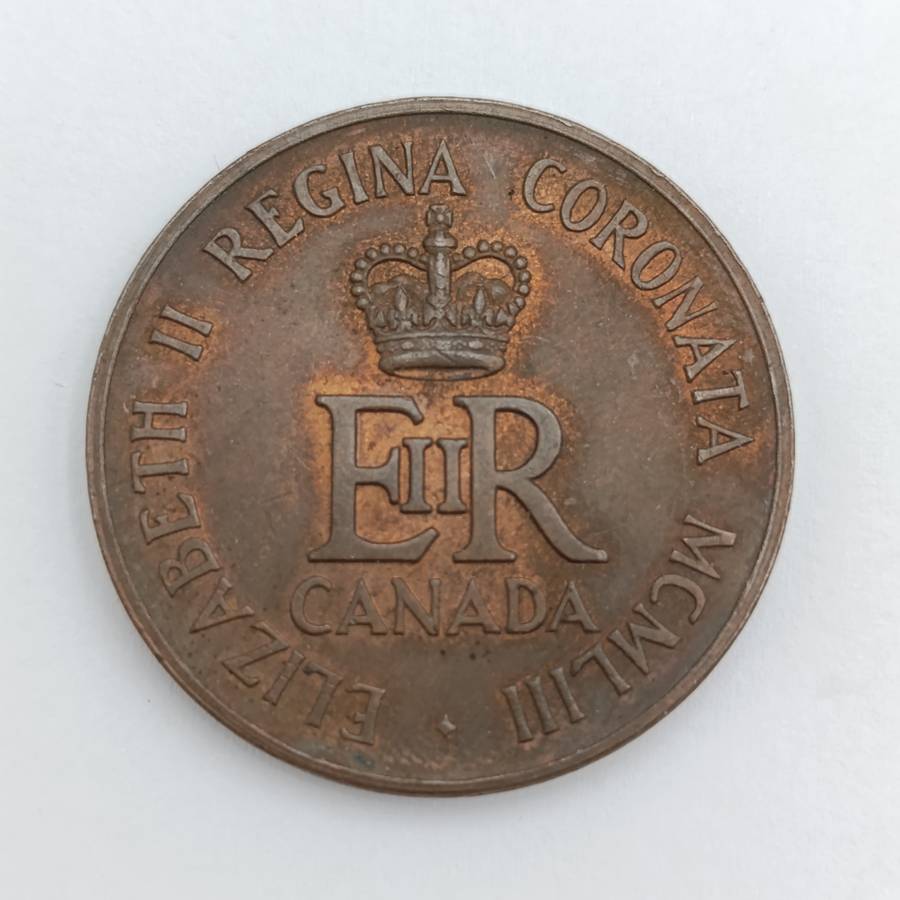 ELIZABETH II REGINA CORONATA MCMLIII
EIIR
CANADA